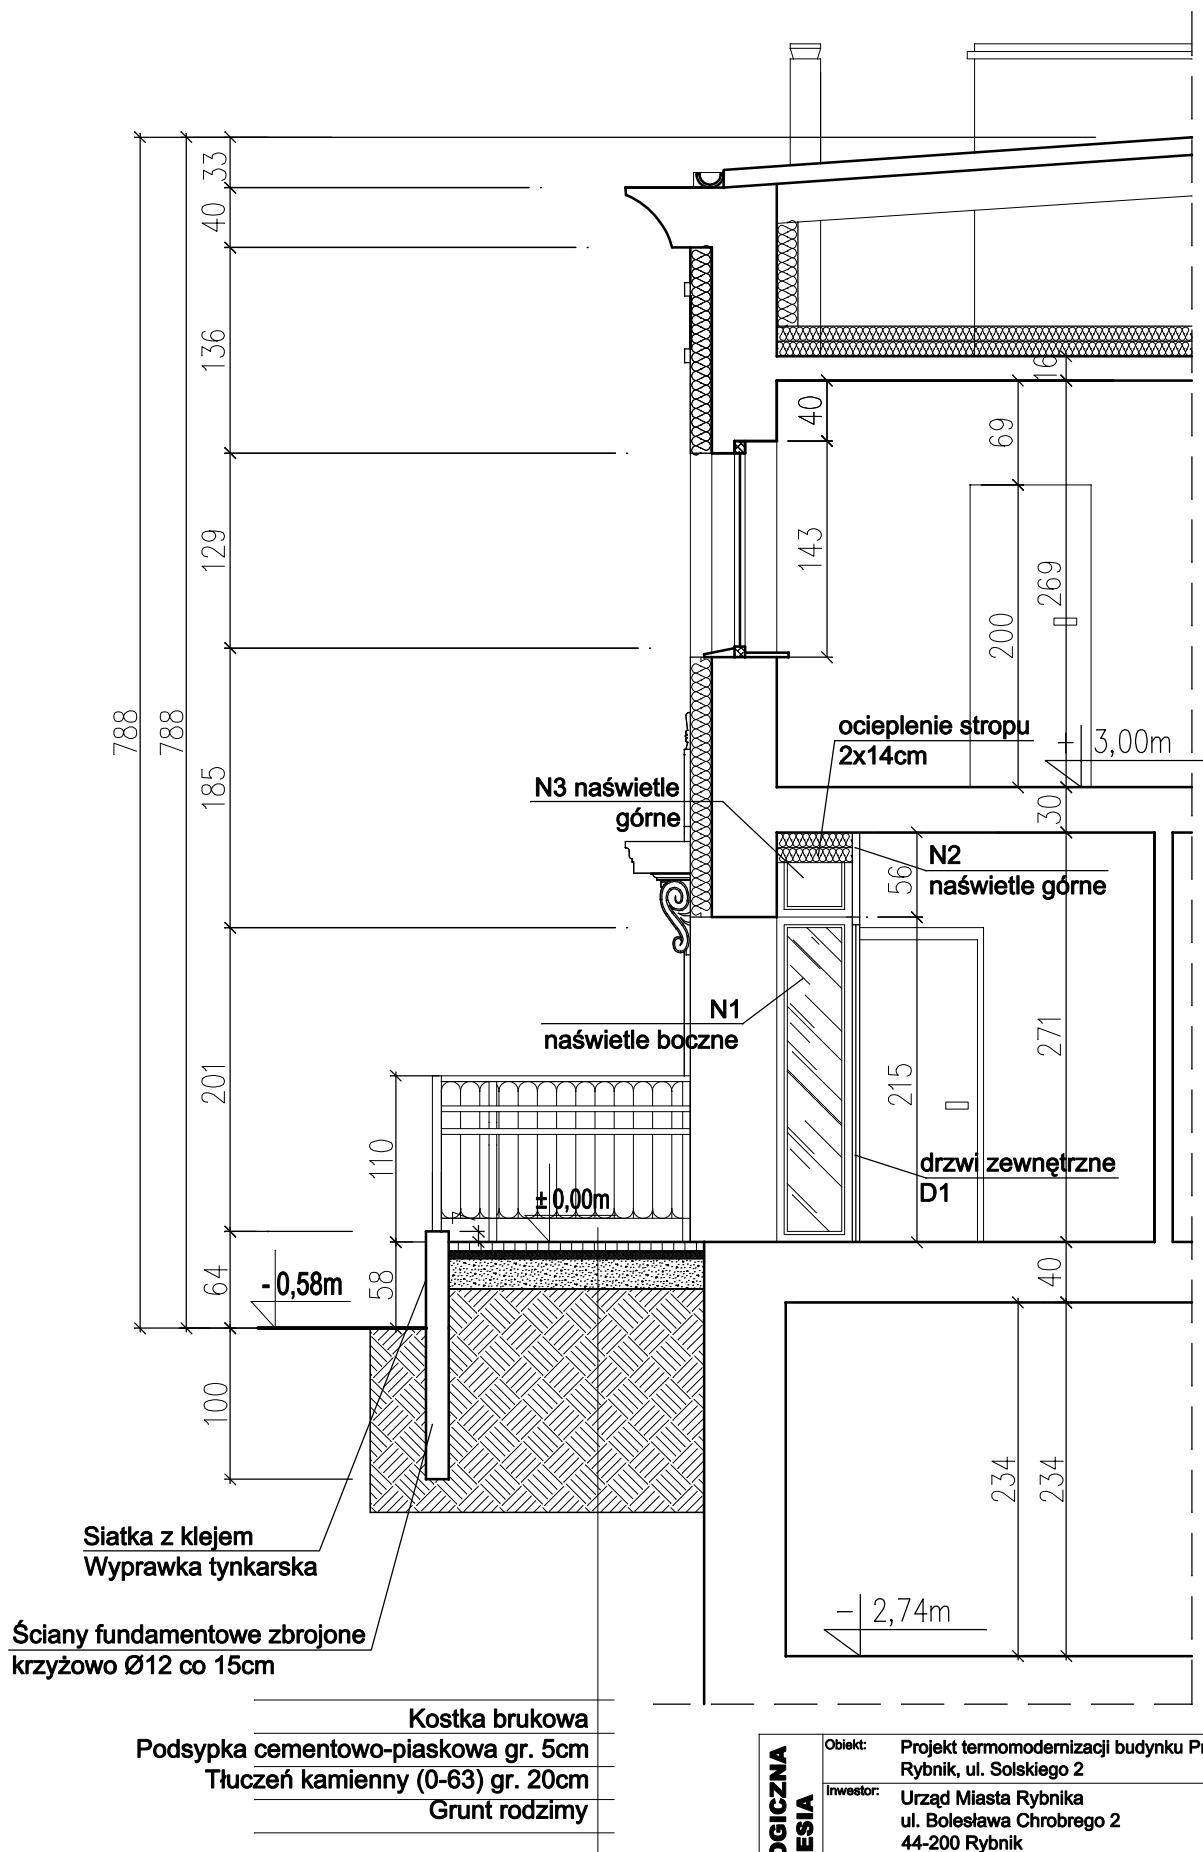 33
40
136
129
185
201
64
100
788
788
110
58
7
16
40
69
143
269
200
ocieplenie stropu
2x14cm
+ 3,00m
N3 naświetle
górne
30
N2
naświetle górne
56
N1
naświetle boczne
271
215
drzwi zewnętrzne
D1
± 0,00m
- 0,58m
40
234
234
- 2,74m
Siatka z klejem
Wyprawka tynkarska
Ściany fundamentowe zbrojone
krzyżowo Ø12 co 15cm
Kostka brukowa
Podsypka cementowo-piaskowa gr. 5cm
Tłuczeń kamienny (0-63) gr. 20cm
Grunt rodzimy
OGICZNA
ESIA
Obiekt: Projekt termomodernizacji budynku
Rybnik, ul. Solskiego 2
Inwestor: Urząd Miasta Rybnika
ul. Bolesława Chrobrego 2
44-200 Rybnik